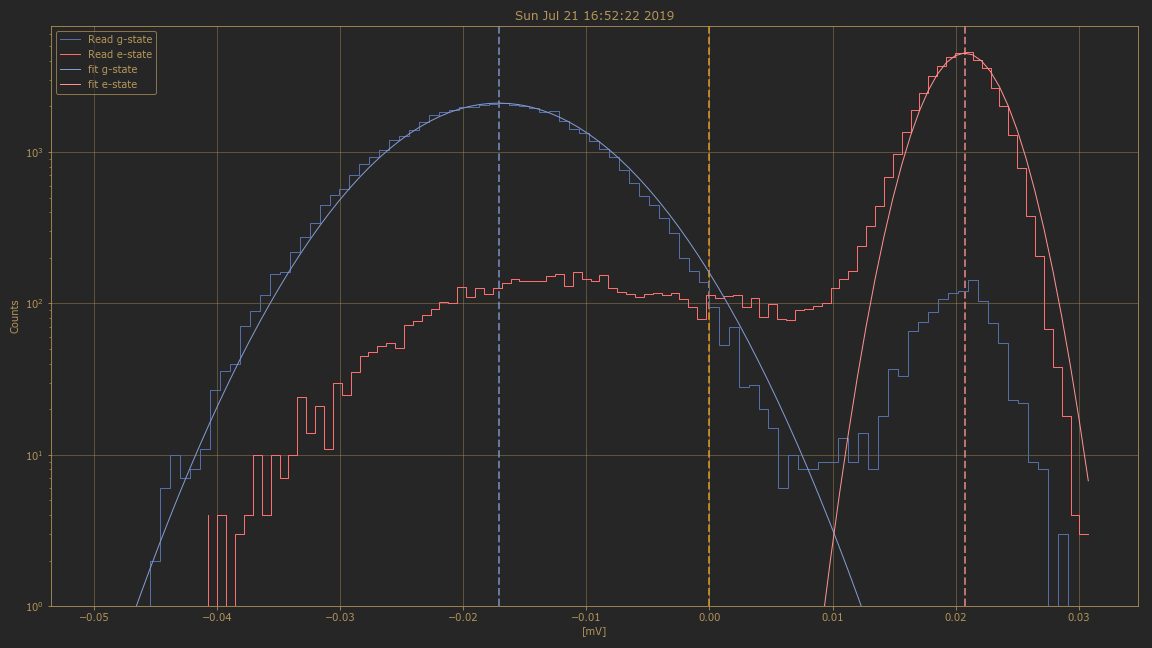 Sun Jul 21 16:52:22 2019
Read g-state
Read e-state
fit g-state
fit e-state
Counts
10³
10²
10¹
10⁰
−0.05 −0.04 −0.03 −0.02 −0.01 0.00 0.01 0.02 0.03
[mV]